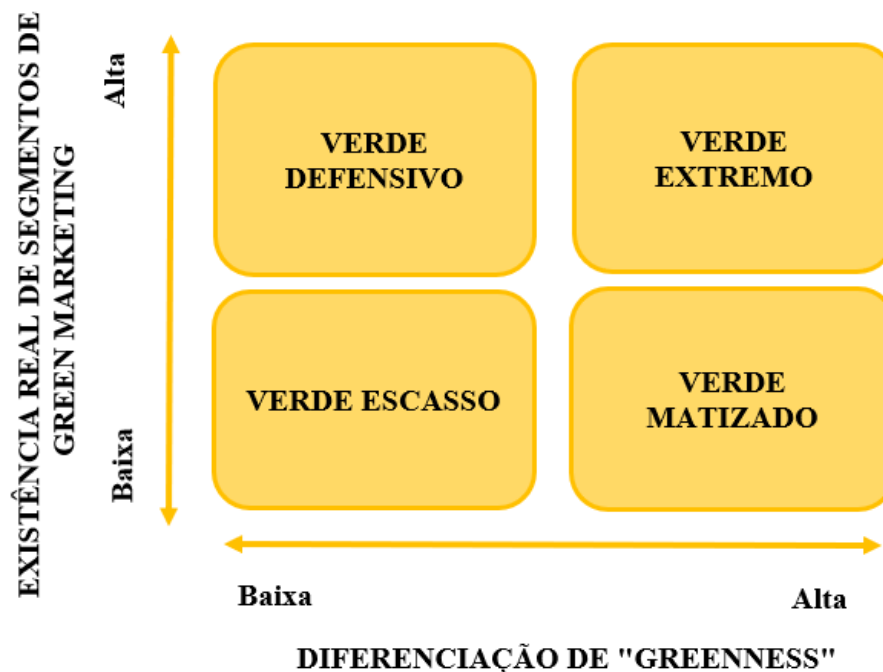 EXISTÊNCIA REAL DE SEGMENTOS DE
GREEN MARKETING
Alta
Baixa
VERDE
DEFENSIVO
VERDE
EXTREMO
VERDE ESCASSO
VERDE
MATIZADO
Baixa
Alta
DIFERENCIAÇÃO DE "GREENNESS"